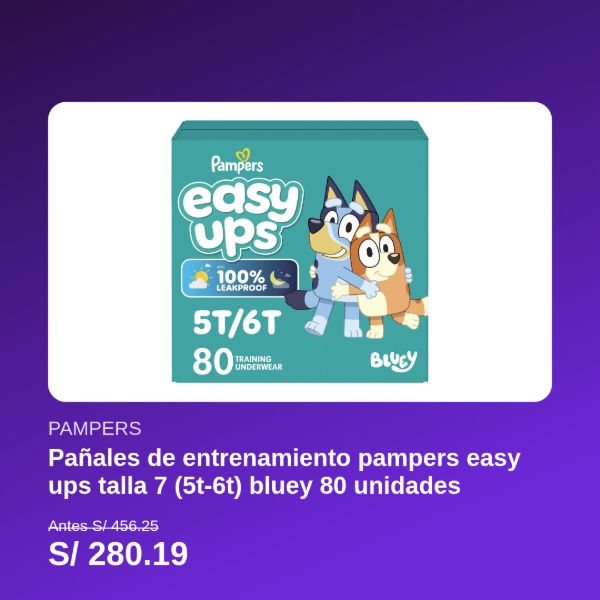 Pampers
easy
ups
100%
LEAKPROOF
5T/6T
80 TRAINING
UNDERWEAR
BLUEY
PAMPERS
Pañales de entrenamiento pampers easy
ups talla 7 (5t-6t) bluey 80 unidades
Antes S/ 456.25
S/ 280.19